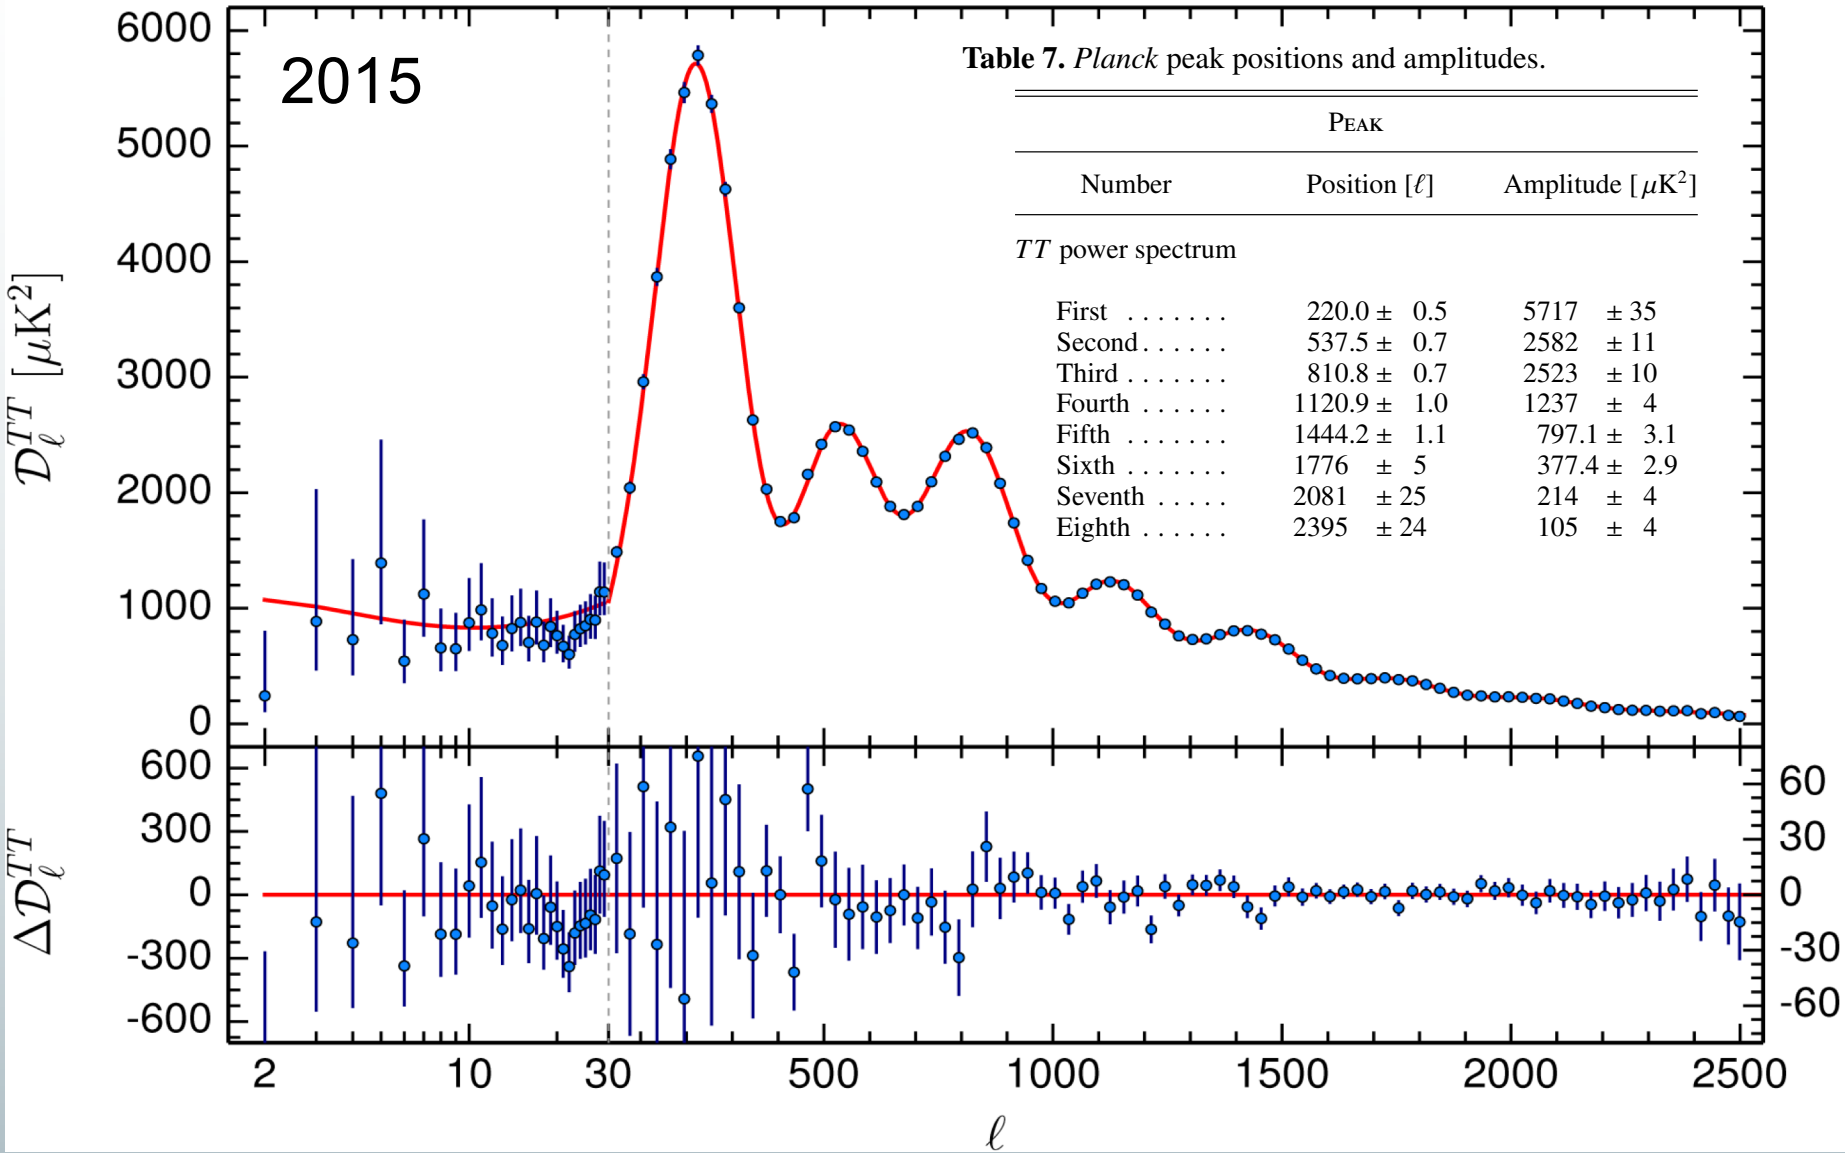 6000
2015
5000
4000
3000
2000
1000
0
𝒟_ℓ^TT [μK²]
Table 7. Planck peak positions and amplitudes.
PEAK
Number Position [ℓ] Amplitude [μK²]
TT power spectrum
First . . . . . . . 220.0 ± 0.5 5717 ± 35
Second . . . . . . 537.5 ± 0.7 2582 ± 11
Third . . . . . . . 810.8 ± 0.7 2523 ± 10
Fourth . . . . . . 1120.9 ± 1.0 1237 ± 4
Fifth . . . . . . . 1444.2 ± 1.1 797.1 ± 3.1
Sixth . . . . . . . 1776 ± 5 377.4 ± 2.9
Seventh . . . . . 2081 ± 25 214 ± 4
Eighth . . . . . . 2395 ± 24 105 ± 4
600
300
0
-300
-600
Δ𝒟_ℓ^TT
60
30
0
-30
-60
2 10 30 500 1000 1500 2000 2500
ℓ